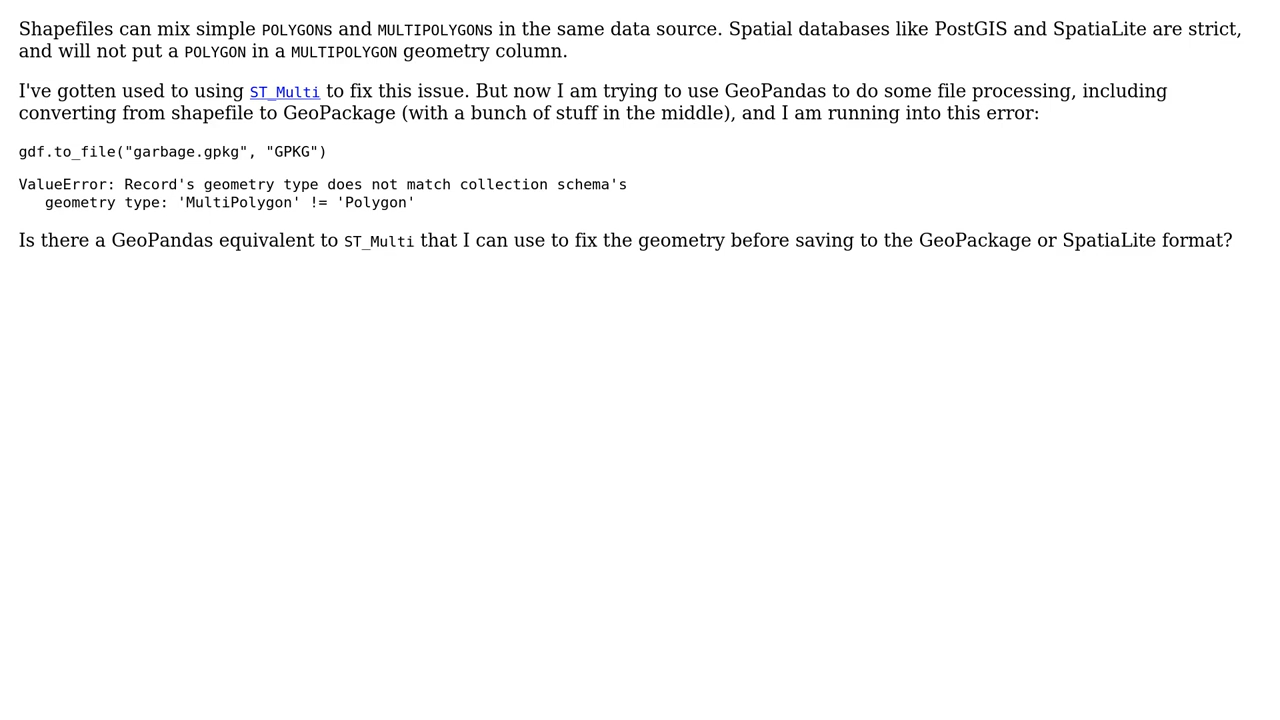 Shapefiles can mix simple POLYGONs and MULTIPOLYGONs in the same data source. Spatial databases like PostGIS and SpatiaLite are strict,
and will not put a POLYGON in a MULTIPOLYGON geometry column.
I've gotten used to using ST_Multi to fix this issue. But now I am trying to use GeoPandas to do some file processing, including
converting from shapefile to GeoPackage (with a bunch of stuff in the middle), and I am running into this error:
gdf.to_file("garbage.gpkg", "GPKG")
ValueError: Record's geometry type does not match collection schema's
geometry type: 'MultiPolygon' != 'Polygon'
Is there a GeoPandas equivalent to ST_Multi that I can use to fix the geometry before saving to the GeoPackage or SpatiaLite format?